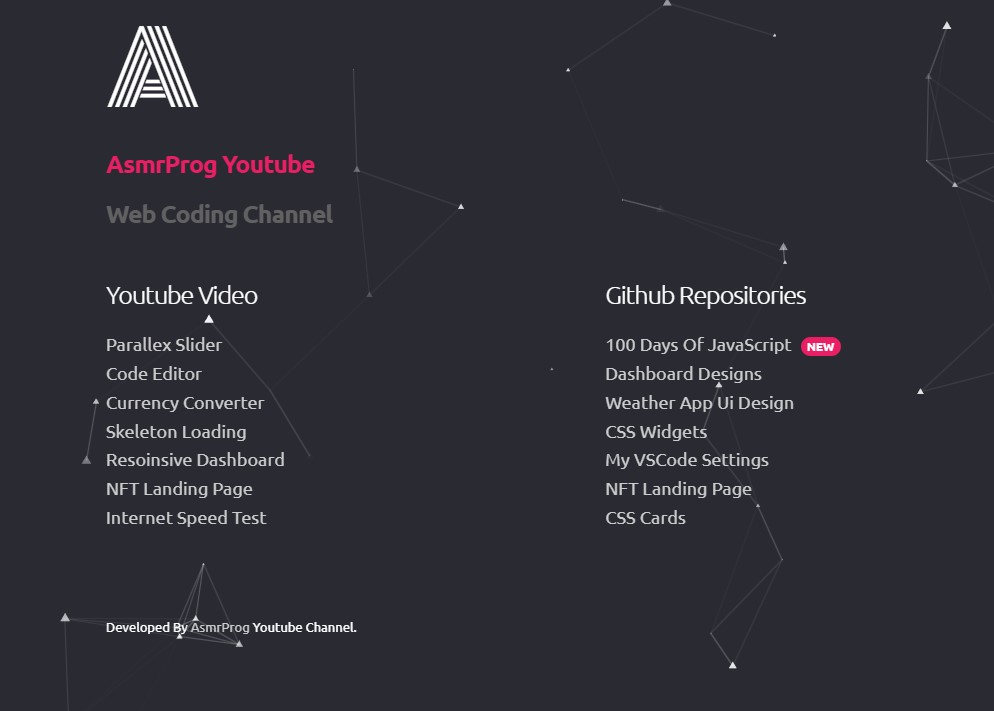 A
AsmrProg Youtube
Web Coding Channel
Youtube Video
Parallex Slider
Code Editor
Currency Converter
Skeleton Loading
Resoinsive Dashboard
NFT Landing Page
Internet Speed Test
Github Repositories
100 Days Of JavaScript NEW
Dashboard Designs
Weather App Ui Design
CSS Widgets
My VSCode Settings
NFT Landing Page
CSS Cards
Developed By AsmrProg Youtube Channel.